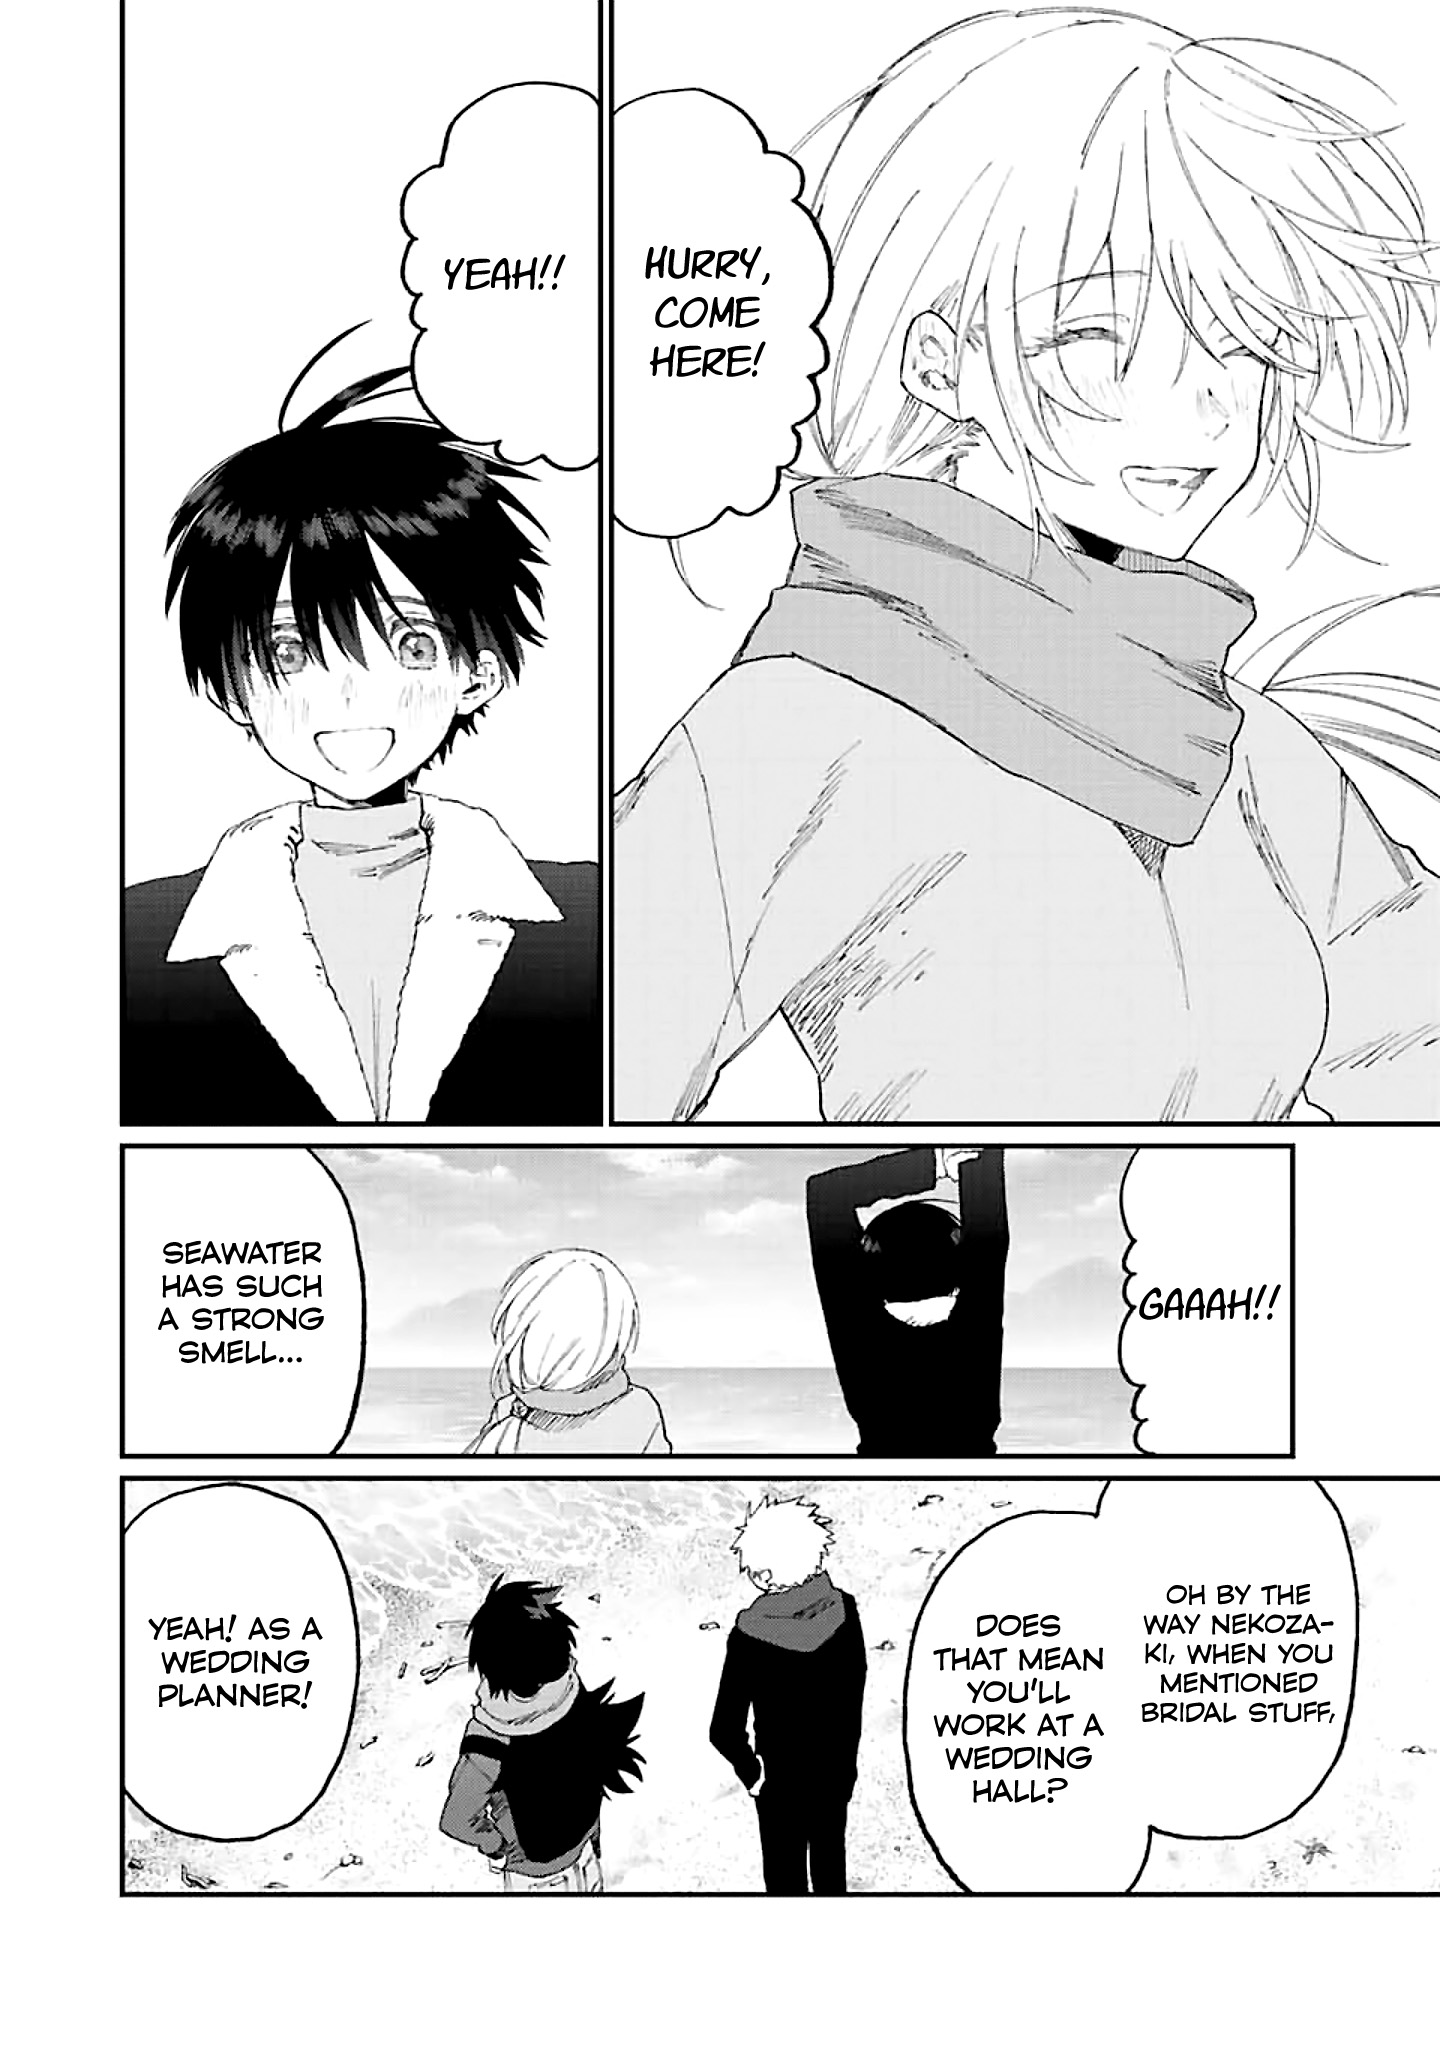 HURRY,
COME
HERE!
YEAH!!
GAAAH!!
SEAWATER
HAS SUCH
A STRONG
SMELL...
OH BY THE
WAY NEKOZA-
KI, WHEN YOU
MENTIONED
BRIDAL STUFF,
DOES
THAT MEAN
YOU'LL
WORK AT A
WEDDING
HALL?
YEAH! AS A
WEDDING
PLANNER!